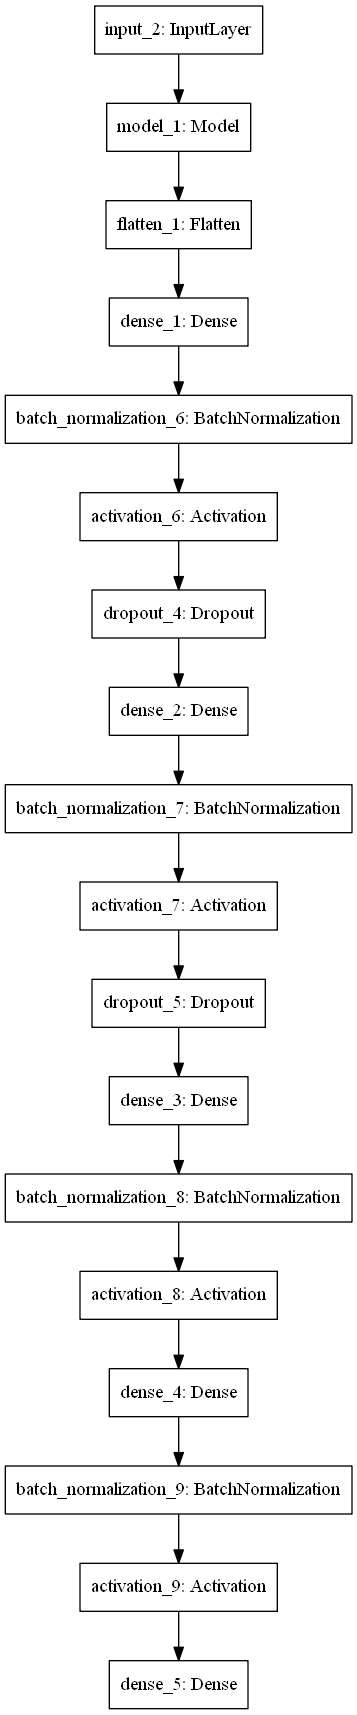 input_2: InputLayer
model_1: Model
flatten_1: Flatten
dense_1: Dense
batch_normalization_6: BatchNormalization
activation_6: Activation
dropout_4: Dropout
dense_2: Dense
batch_normalization_7: BatchNormalization
activation_7: Activation
dropout_5: Dropout
dense_3: Dense
batch_normalization_8: BatchNormalization
activation_8: Activation
dense_4: Dense
batch_normalization_9: BatchNormalization
activation_9: Activation
dense_5: Dense